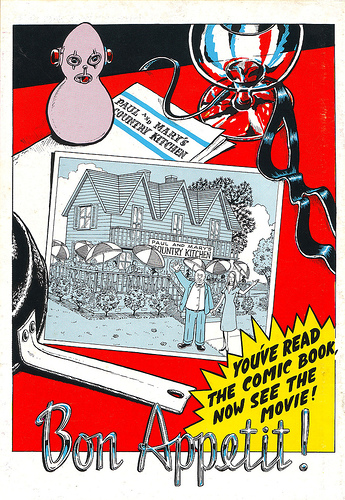 PAUL AND MARY'S
COUNTRY KITCHEN
PAUL AND MARY'S
COUNTRY KITCHEN
YOU'VE READ
THE COMIC BOOK,
NOW SEE THE
MOVIE!
Bon Appetit!